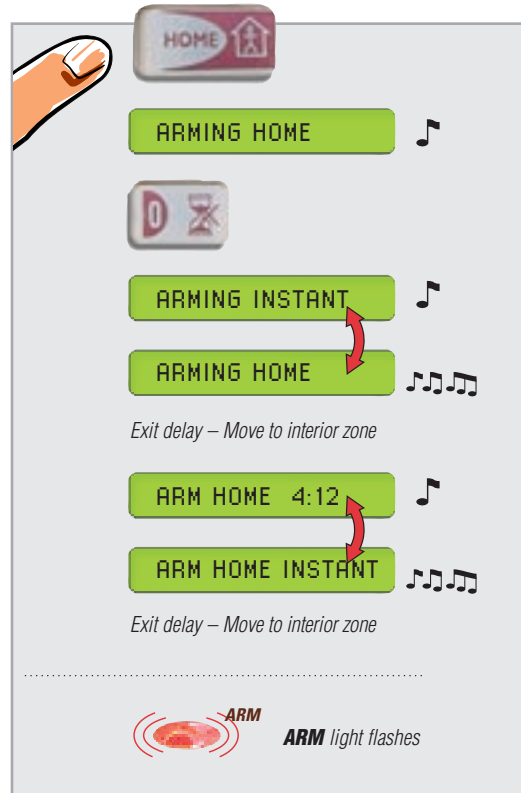 HOME
ARMING HOME
0
ARMING INSTANT
ARMING HOME
Exit delay – Move to interior zone
ARM HOME 4:12
ARM HOME INSTANT
Exit delay – Move to interior zone
ARM
ARM light flashes